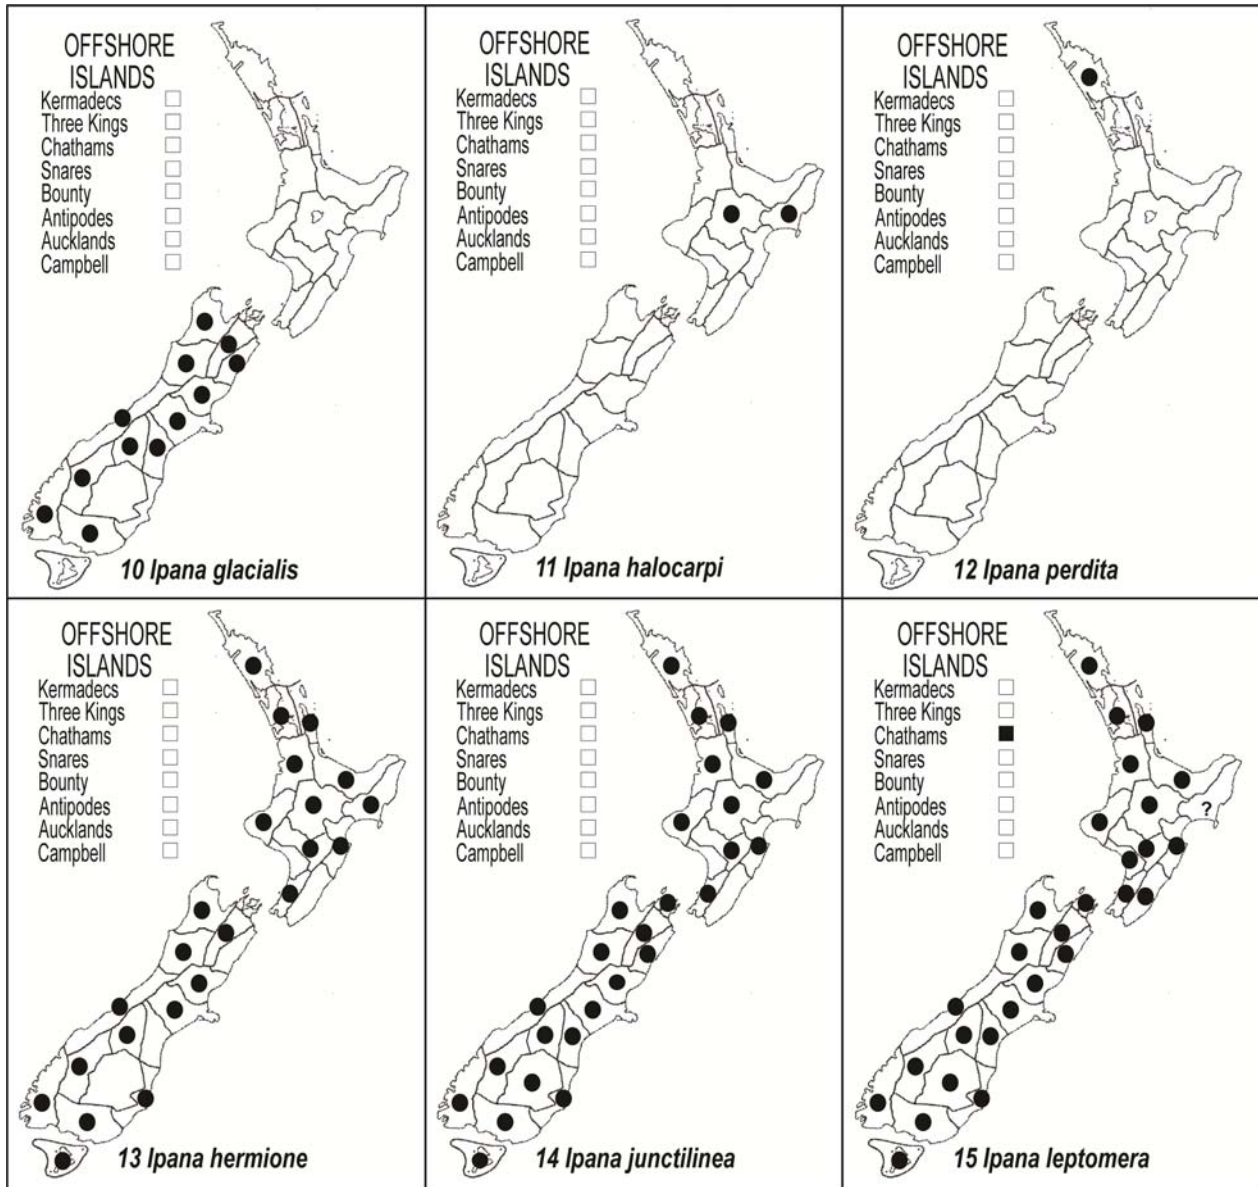 OFFSHORE
ISLANDS
Kermadecs
Three Kings
Chathams
Snares
Bounty
Antipodes
Aucklands
Campbell
10 Ipana glacialis
OFFSHORE
ISLANDS
Kermadecs
Three Kings
Chathams
Snares
Bounty
Antipodes
Aucklands
Campbell
11 Ipana halocarpi
OFFSHORE
ISLANDS
Kermadecs
Three Kings
Chathams
Snares
Bounty
Antipodes
Aucklands
Campbell
12 Ipana perdita
OFFSHORE
ISLANDS
Kermadecs
Three Kings
Chathams
Snares
Bounty
Antipodes
Aucklands
Campbell
13 Ipana hermione
OFFSHORE
ISLANDS
Kermadecs
Three Kings
Chathams
Snares
Bounty
Antipodes
Aucklands
Campbell
14 Ipana junctilinea
OFFSHORE
ISLANDS
Kermadecs
Three Kings
Chathams
Snares
Bounty
Antipodes
Aucklands
Campbell
?
15 Ipana leptomera